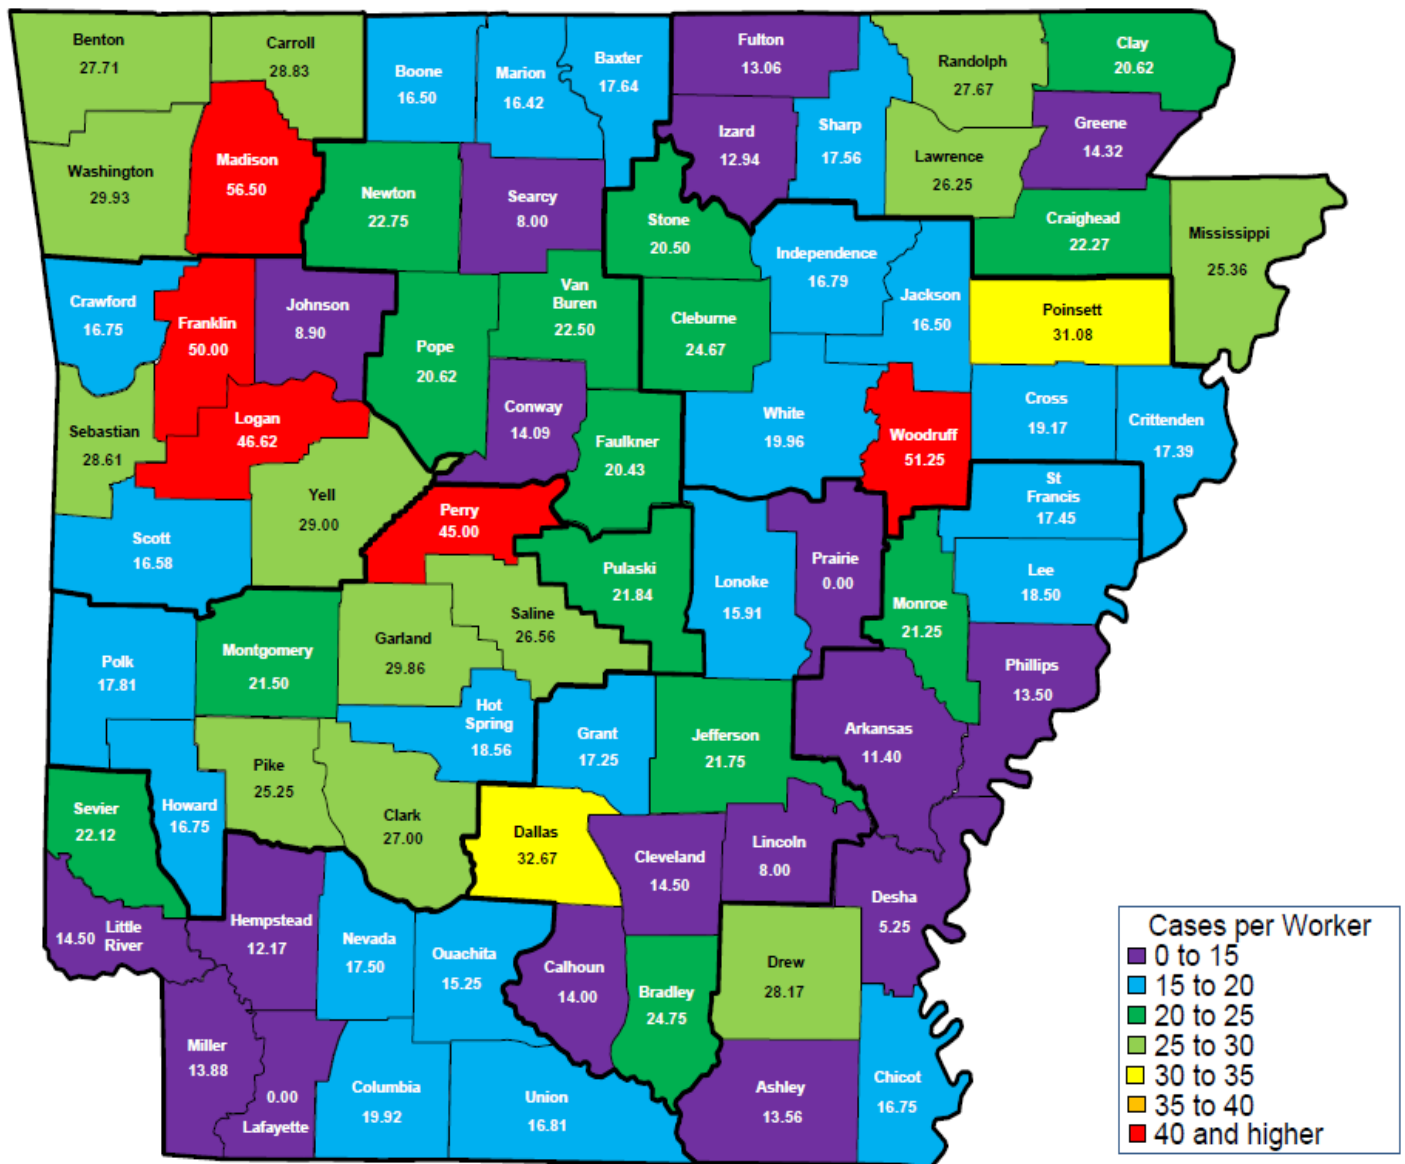 Benton
27.71
Carroll
28.83
Boone
16.50
Marion
16.42
Baxter
17.64
Fulton
13.06
Randolph
27.67
Clay
20.62
Washington
29.93
Madison
56.50
Newton
22.75
Searcy
8.00
Stone
20.50
Izard
12.94
Sharp
17.56
Lawrence
26.25
Greene
14.32
Craighead
22.27
Mississippi
25.36
Crawford
16.75
Franklin
50.00
Johnson
8.90
Pope
20.62
Van
Buren
22.50
Cleburne
24.67
Independence
16.79
Jackson
16.50
Poinsett
31.08
Sebastian
28.61
Logan
46.62
Conway
14.09
Faulkner
20.43
White
19.96
Woodruff
51.25
Cross
19.17
Crittenden
17.39
Scott
16.58
Yell
29.00
Perry
45.00
Pulaski
21.84
Lonoke
15.91
Prairie
0.00
Monroe
21.25
St
Francis
17.45
Lee
18.50
Polk
17.81
Montgomery
21.50
Garland
29.86
Saline
26.56
Hot
Spring
18.56
Grant
17.25
Jefferson
21.75
Arkansas
11.40
Phillips
13.50
Sevier
22.12
Howard
16.75
Pike
25.25
Clark
27.00
Dallas
32.67
Cleveland
14.50
Lincoln
8.00
Desha
5.25
14.50 Little
River
Hempstead
12.17
Nevada
17.50
Ouachita
15.25
Calhoun
14.00
Bradley
24.75
Drew
28.17
Miller
13.88
0.00
Lafayette
Columbia
19.92
Union
16.81
Ashley
13.56
Chicot
16.75
Cases per Worker
0 to 15
15 to 20
20 to 25
25 to 30
30 to 35
35 to 40
40 and higher